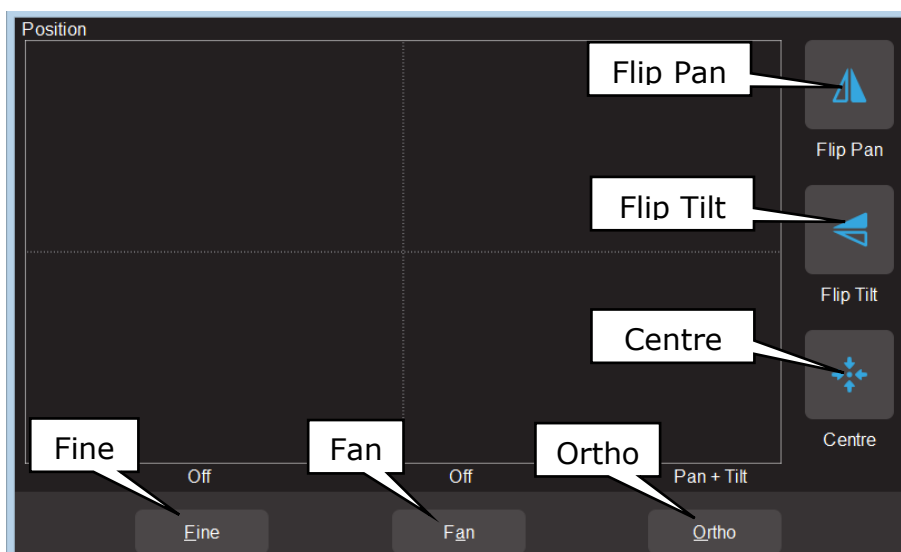 Position
Flip Pan
Flip Pan
Flip Tilt
Flip Tilt
Centre
Centre
Fine
Fan
Ortho
Off
Off
Pan + Tilt
Fine
Fan
Ortho